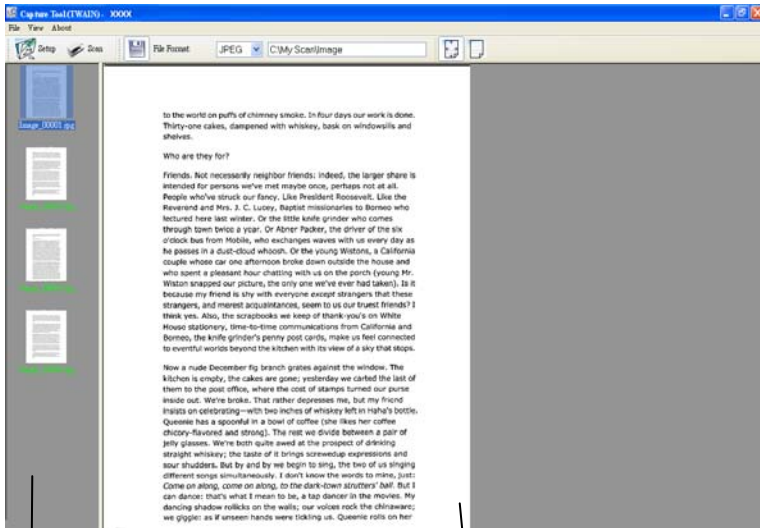 Capture Tool (TWAIN) - XXXX
File View About
Setup Scan File Format: JPEG C:\My Scan\Image
Image_00001.jpg
to the world on puffs of chimney smoke. In four days our work is done.
Thirty-one cakes, dampened with whiskey, bask on windowsills and
shelves.
Who are they for?
Friends. Not necessarily neighbor friends: indeed, the larger share is
intended for persons we've met maybe once, perhaps not at all.
People who've struck our fancy. Like President Roosevelt. Like the
Reverend and Mrs. J. C. Lucey, Baptist missionaries to Borneo who
lectured here last winter. Or the little knife grinder who comes
through town twice a year. Or Abner Packer, the driver of the six
o'clock bus from Mobile, who exchanges waves with us every day as
he passes in a dust-cloud whoosh. Or the young Wistons, a California
couple whose car one afternoon broke down outside the house and
who spent a pleasant hour chatting with us on the porch (young Mr.
Wiston snapped our picture, the only one we've ever had taken). Is it
because my friend is shy with everyone except strangers that these
strangers, and merest acquaintances, seem to us our truest friends? I
think yes. Also, the scrapbooks we keep of thank-you's on White
House stationery, time-to-time communications from California and
Borneo, the knife grinder's penny post cards, make us feel connected
to eventful worlds beyond the kitchen with its view of a sky that stops.
Now a nude December fig branch grates against the window. The
kitchen is empty, the cakes are gone; yesterday we carted the last of
them to the post office, where the cost of stamps turned our purse
inside out. We're broke. That rather depresses me, but my friend
insists on celebrating—with two inches of whiskey left in Haha's bottle.
Queenie has a spoonful in a bowl of coffee (she likes her coffee
chicory-flavored and strong). The rest we divide between a pair of
jelly glasses. We're both quite awed at the prospect of drinking
straight whiskey; the taste of it brings screwedup expressions and
sour shudders. But by and by we begin to sing, the two of us singing
different songs simultaneously. I don't know the words to mine, just:
Come on along, come on along, to the dark-town strutters' ball. But I
can dance: that's what I mean to be, a tap dancer in the movies. My
dancing shadow rollicks on the walls; our voices rock the chinaware;
we giggle: as if unseen hands were tickling us. Queenie rolls on her